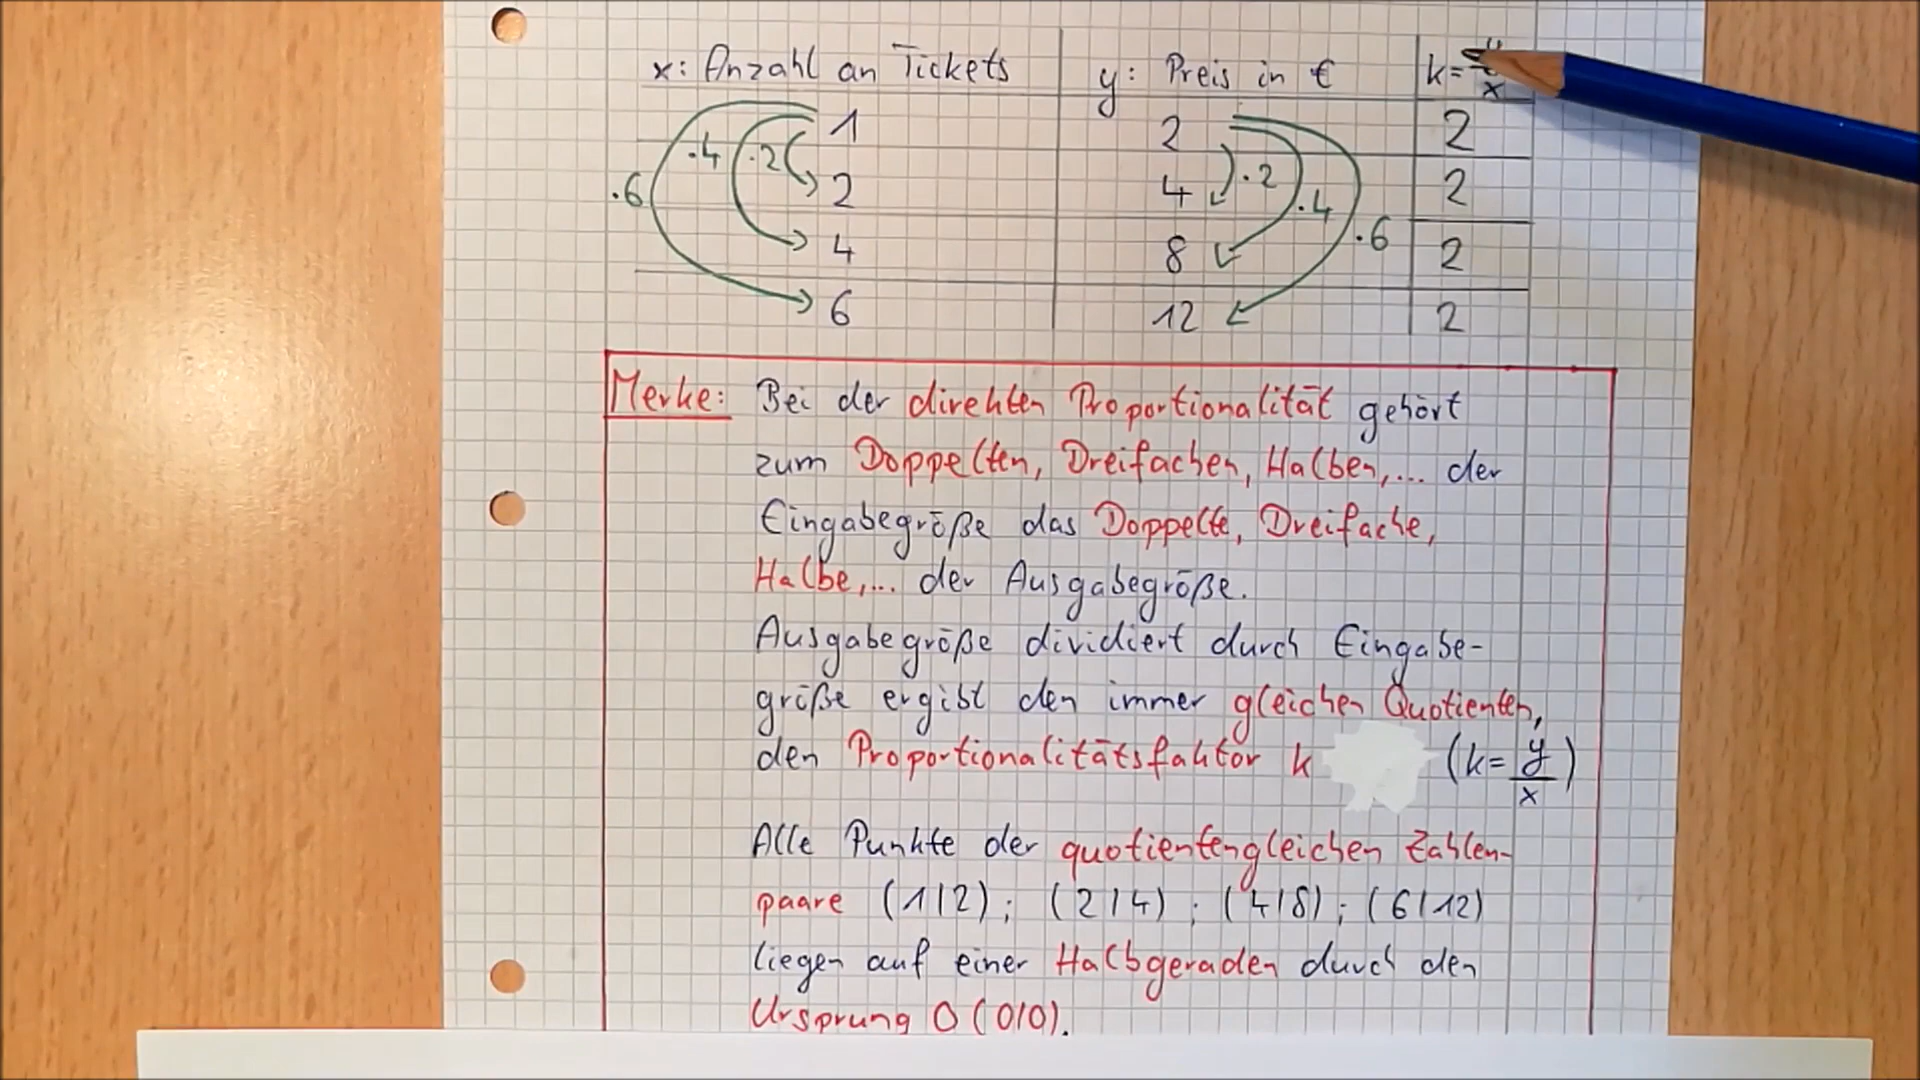 x: Anzahl an Tickets y: Preis in € k=y/x
1 2 2
·4 ·2
2 4 ·2 2
·6 ·4
4 8 ·6 2
6 12 2
Merke: Bei der direkten Proportionalität gehört
zum Doppelten, Dreifachen, Halben,... der
Eingabegröße das Doppelte, Dreifache,
Halbe,... der Ausgabegröße.
Ausgabegröße dividiert durch Eingabe-
größe ergibt den immer gleichen Quotienten,
den Proportionalitätsfaktor k (k=y/x)
Alle Punkte der quotientengleichen Zahlen-
paare (1|2); (2|4); (4|8); (6|12)
liegen auf einer Halbgeraden durch den
Ursprung O(0|0).